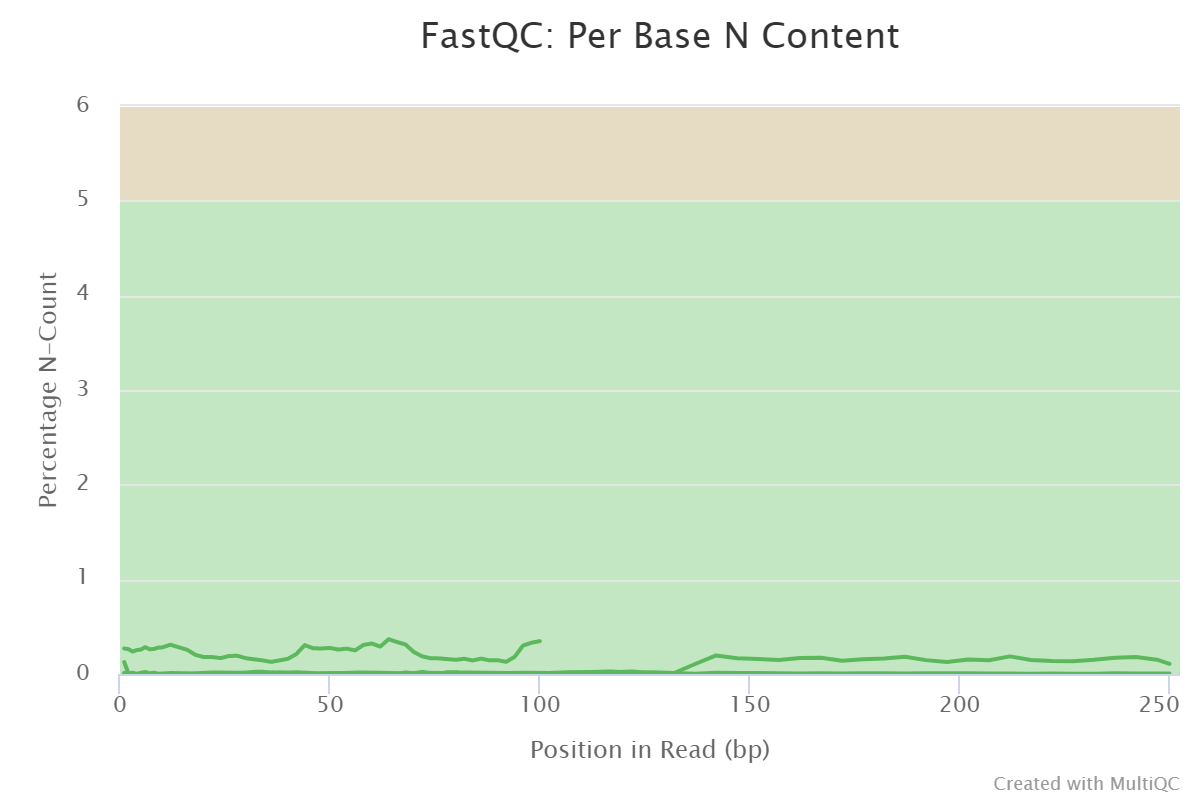 FastQC: Per Base N Content
6
5
4
3
2
1
0
Percentage N-Count
0 50 100 150 200 250
Position in Read (bp)
Created with MultiQC